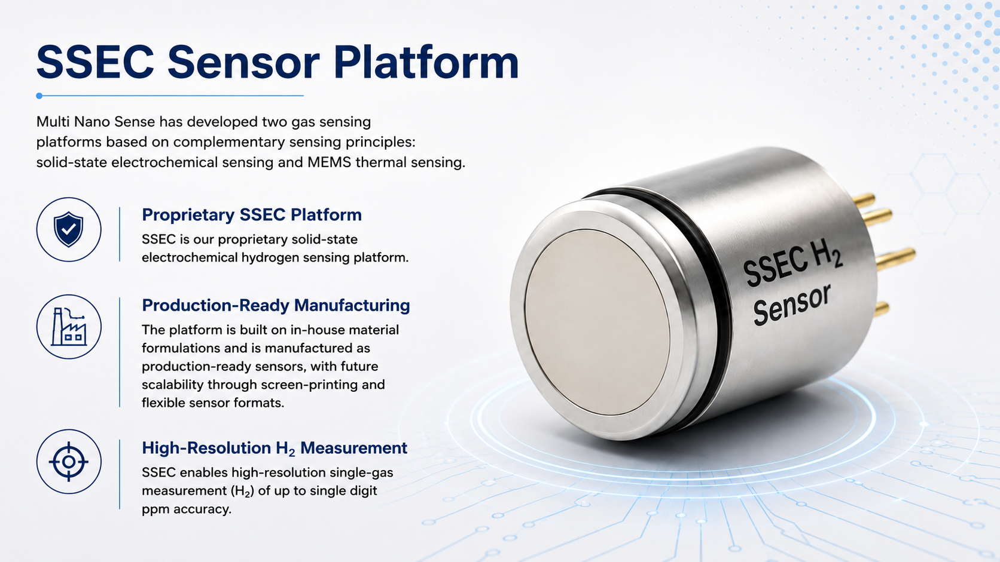 SSEC Sensor Platform
Multi Nano Sense has developed two gas sensing
platforms based on complementary sensing principles:
solid-state electrochemical sensing and MEMS thermal sensing.
Proprietary SSEC Platform
SSEC is our proprietary solid-state
electrochemical hydrogen sensing platform.
Production-Ready Manufacturing
The platform is built on in-house material
formulations and is manufactured as
production-ready sensors, with future
scalability through screen-printing and
flexible sensor formats.
High-Resolution H₂ Measurement
SSEC enables high-resolution single-gas
measurement (H₂) of up to single digit
ppm accuracy.
SSEC H₂
Sensor